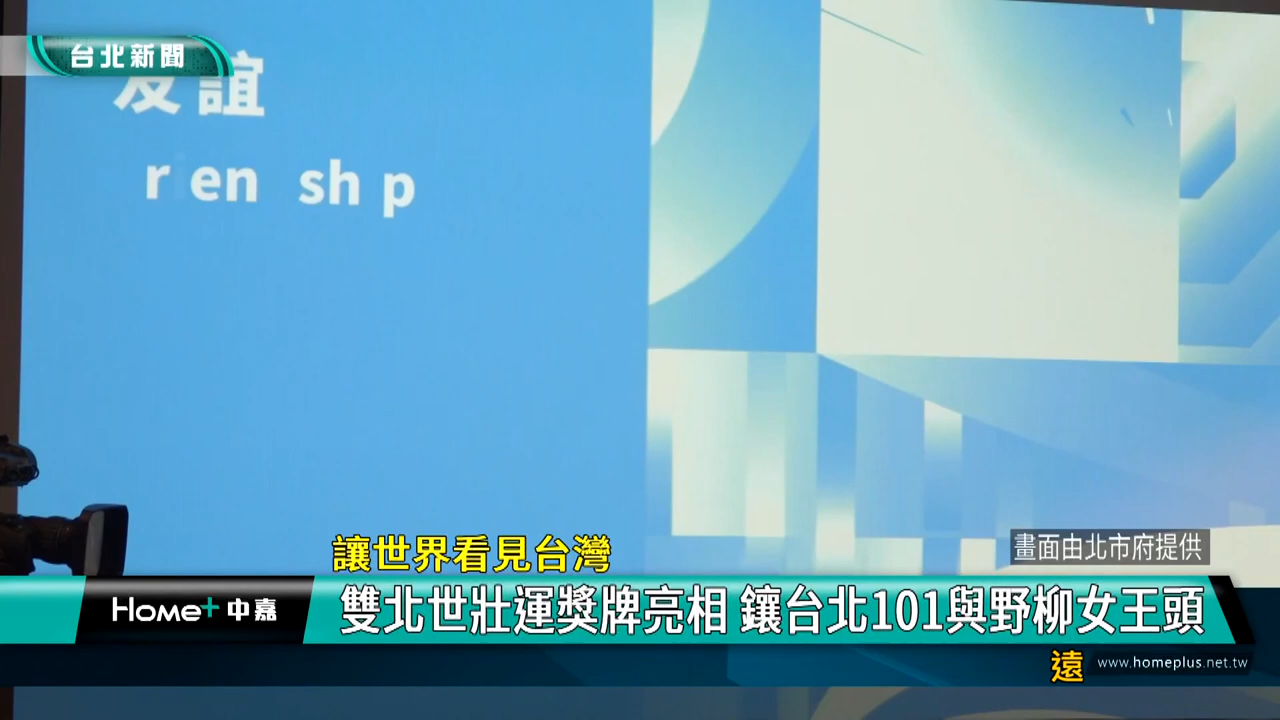 台北新聞
友誼
rien ship
讓世界看見台灣
畫面由北市府提供
Home+ 中嘉
雙北世壯運獎牌亮相 鑲台北101與野柳女王頭
遠
www.homeplus.net.tw